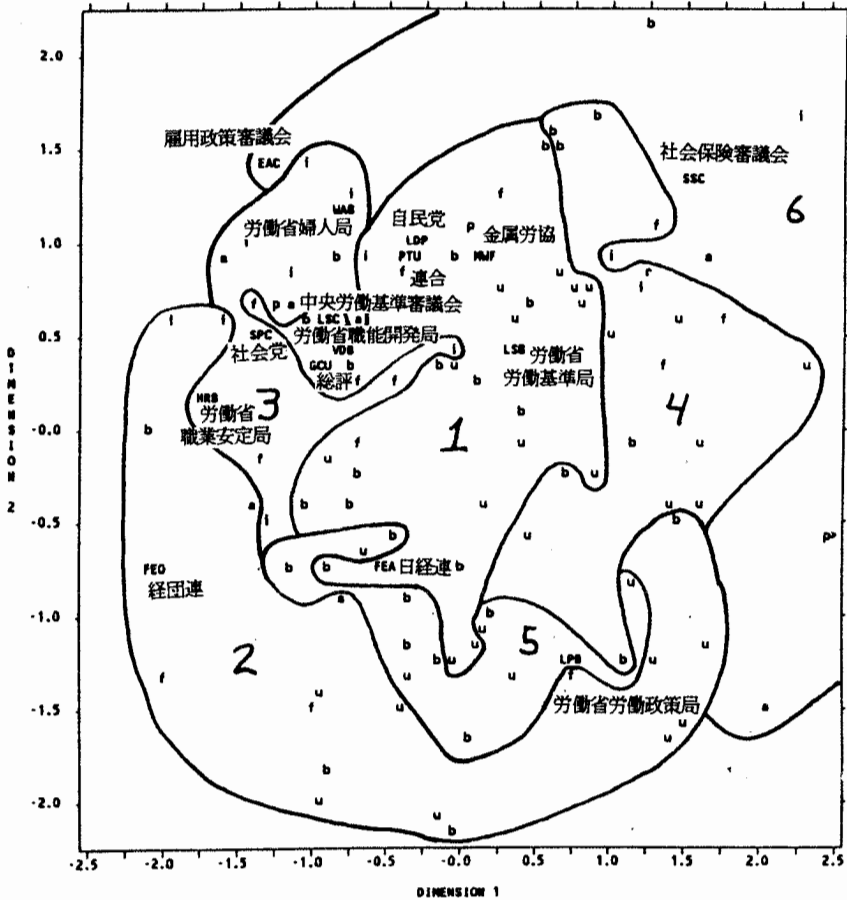 2.0
1.5
1.0
0.5
-0.0
-0.5
-1.0
-1.5
-2.0
DIMENSION 2
雇用政策審議会
EAC
WAB
労働省婦人局
自民党
LDP
PTU
連合
金属労協
MWF
社会保険審議会
SSC
6
中央労働基準審議会
LSC
労働省職能開発局
SPC
社会党
VDB
GCU
総評
LSB
労働省
労働基準局
HRB
3
労働省
職業安定局
1
4
FEO
経団連
FEA 日経連
2
5
LPB
労働省労働政策局
-2.5
-2.0
-1.5
-1.0
-0.5
-0.0
0.5
1.0
1.5
2.0
2.5
DIMENSION 1